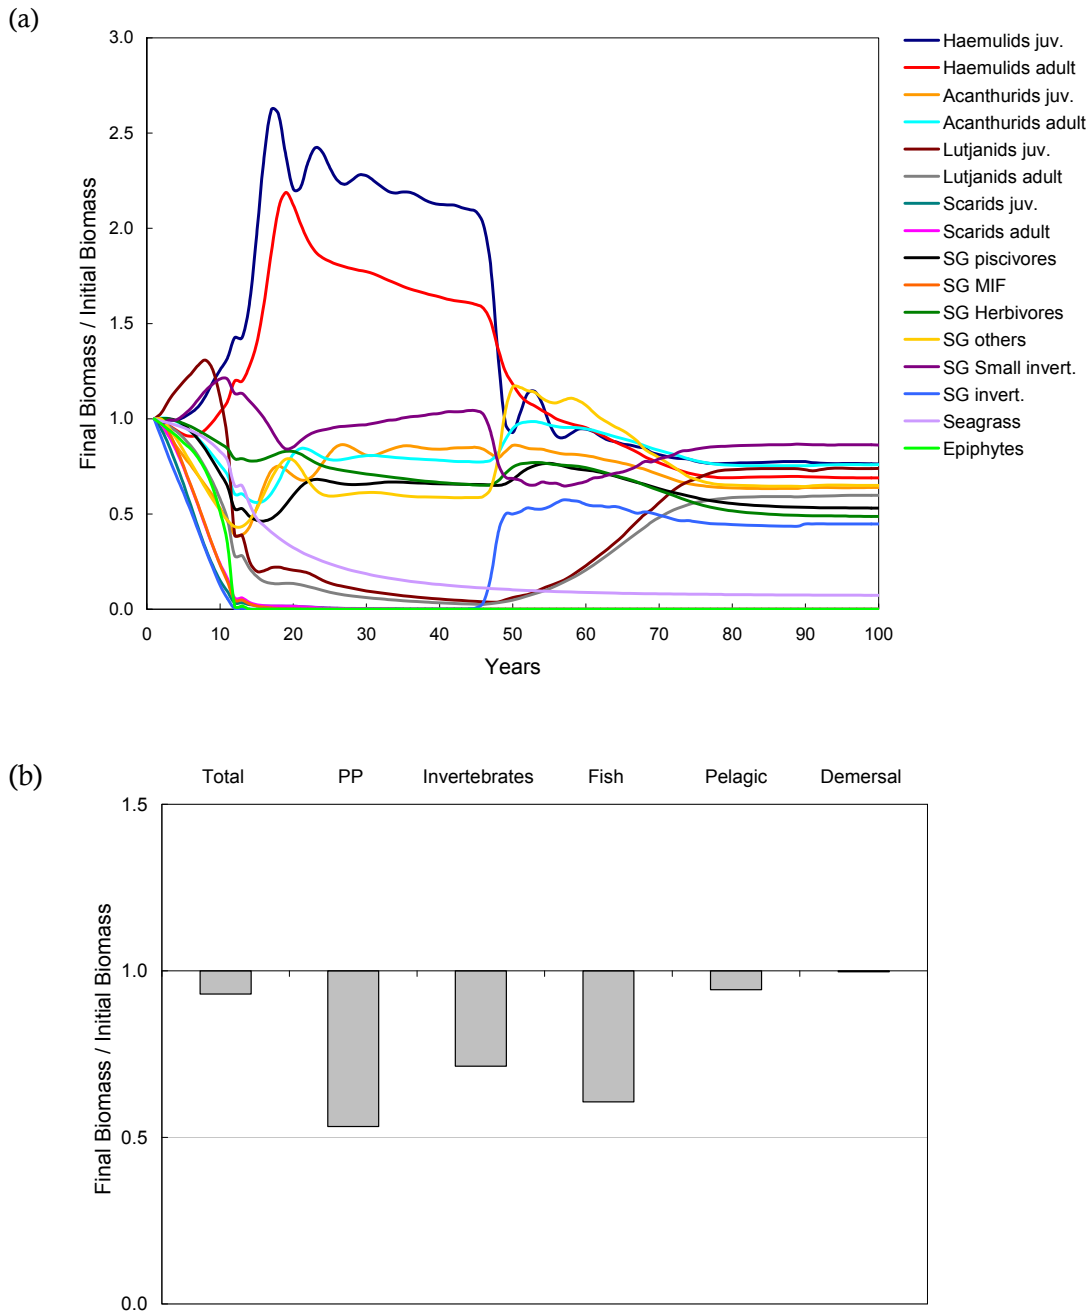 (a)
Final Biomass / Initial Biomass
3.0
2.5
2.0
1.5
1.0
0.5
0.0
0 10 20 30 40 50 60 70 80 90 100
Years
Haemulids juv.
Haemulids adult
Acanthurids juv.
Acanthurids adult
Lutjanids juv.
Lutjanids adult
Scarids juv.
Scarids adult
SG piscivores
SG MIF
SG Herbivores
SG others
SG Small invert.
SG invert.
Seagrass
Epiphytes
(b)
Total PP Invertebrates Fish Pelagic Demersal
Final Biomass / Initial Biomass
1.5
1.0
0.5
0.0